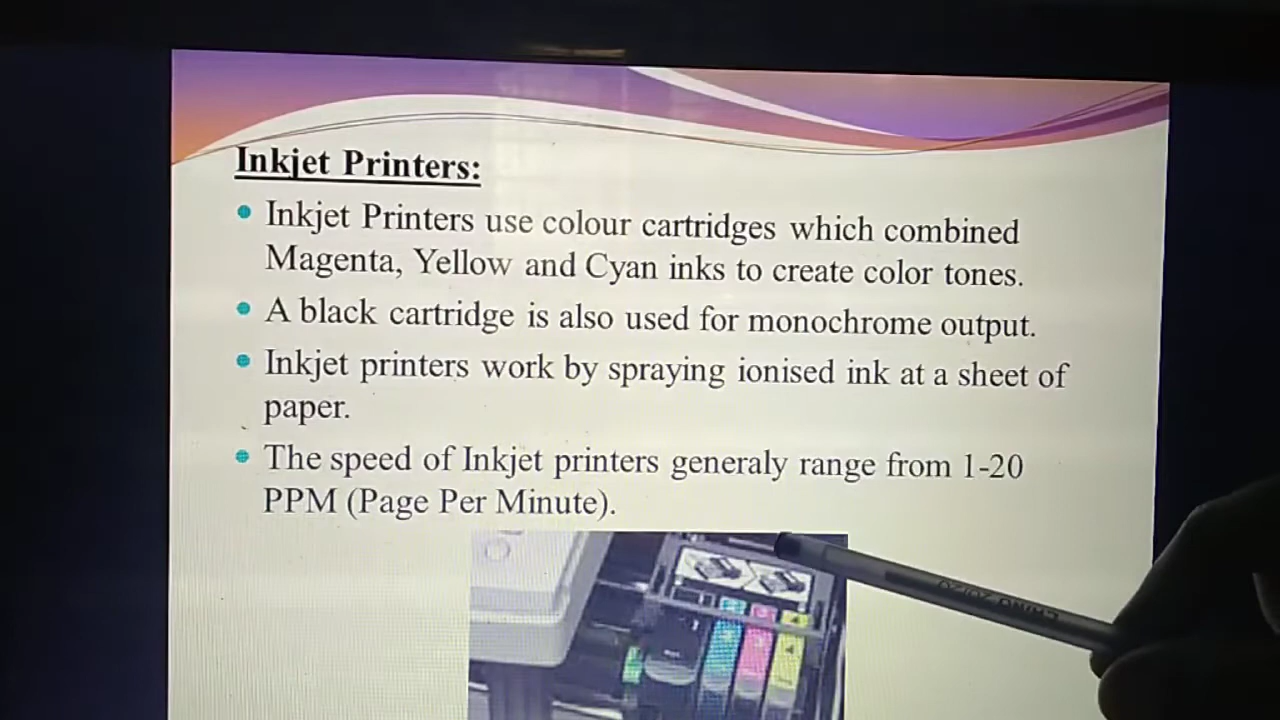 Inkjet Printers:
Inkjet Printers use colour cartridges which combined
Magenta, Yellow and Cyan inks to create color tones.
A black cartridge is also used for monochrome output.
Inkjet printers work by spraying ionised ink at a sheet of
paper.
The speed of Inkjet printers generaly range from 1-20
PPM (Page Per Minute).